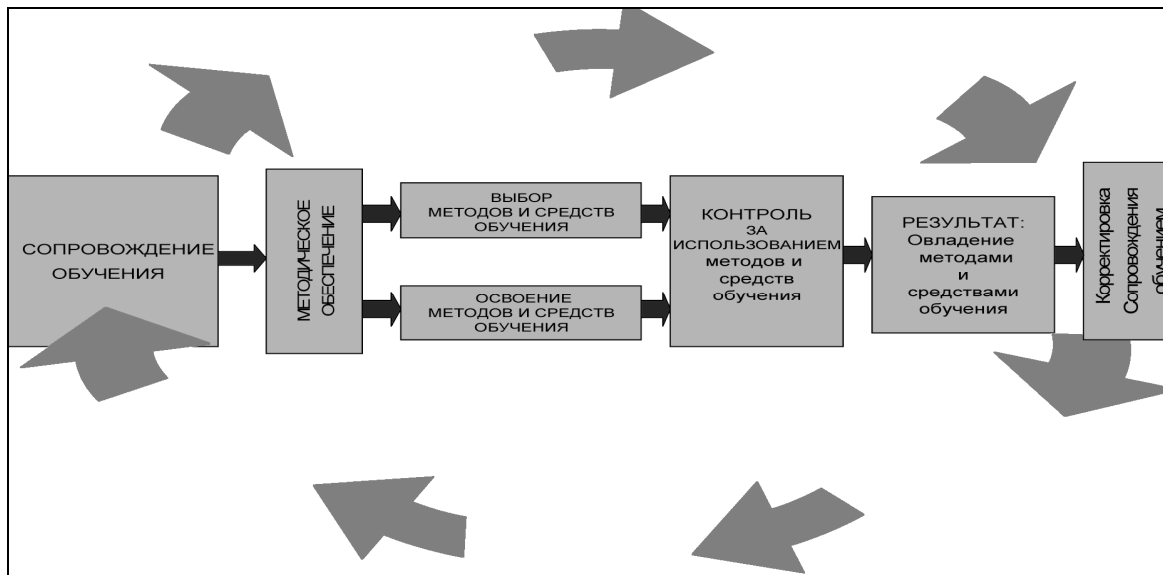 СОПРОВОЖДЕНИЕ
ОБУЧЕНИЯ
МЕТОДИЧЕСКОЕ
ОБЕСПЕЧЕНИЕ
ВЫБОР
МЕТОДОВ И СРЕДСТВ
ОБУЧЕНИЯ
ОСВОЕНИЕ
МЕТОДОВ И СРЕДСТВ
ОБУЧЕНИЯ
КОНТРОЛЬ
ЗА
ИСПОЛЬЗОВАНИЕМ
методов и
средств
обучения
РЕЗУЛЬТАТ:
Овладение
методами
и
средствами
обучения
Корректировка
Сопровождения
обучением